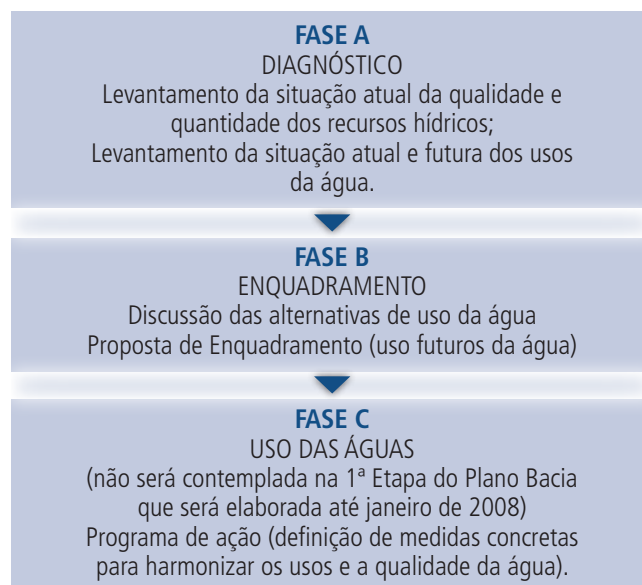 FASE A
DIAGNÓSTICO
Levantamento da situação atual da qualidade e
quantidade dos recursos hídricos;
Levantamento da situação atual e futura dos usos
da água.
FASE B
ENQUADRAMENTO
Discussão das alternativas de uso da água
Proposta de Enquadramento (uso futuros da água)
FASE C
USO DAS ÁGUAS
(não será contemplada na 1ª Etapa do Plano Bacia
que será elaborada até janeiro de 2008)
Programa de ação (definição de medidas concretas
para harmonizar os usos e a qualidade da água).